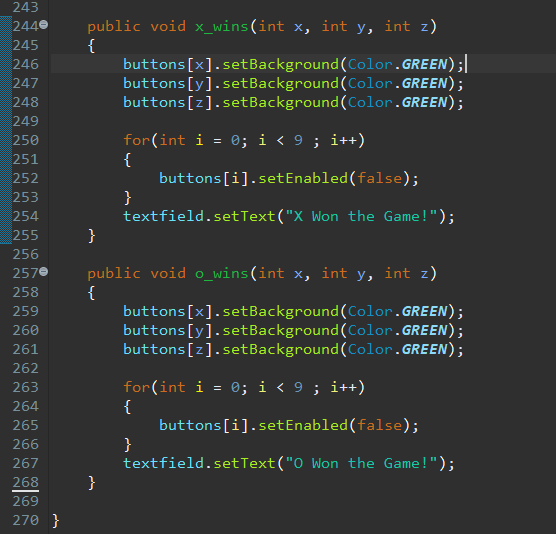 243
244 public void x_wins(int x, int y, int z)
245 {
246 buttons[x].setBackground(Color.GREEN);
247 buttons[y].setBackground(Color.GREEN);
248 buttons[z].setBackground(Color.GREEN);
249
250 for(int i = 0; i < 9 ; i++)
251 {
252 buttons[i].setEnabled(false);
253 }
254 textfield.setText("X Won the Game!");
255 }
256
257 public void o_wins(int x, int y, int z)
258 {
259 buttons[x].setBackground(Color.GREEN);
260 buttons[y].setBackground(Color.GREEN);
261 buttons[z].setBackground(Color.GREEN);
262
263 for(int i = 0; i < 9 ; i++)
264 {
265 buttons[i].setEnabled(false);
266 }
267 textfield.setText("O Won the Game!");
268 }
269
270 }